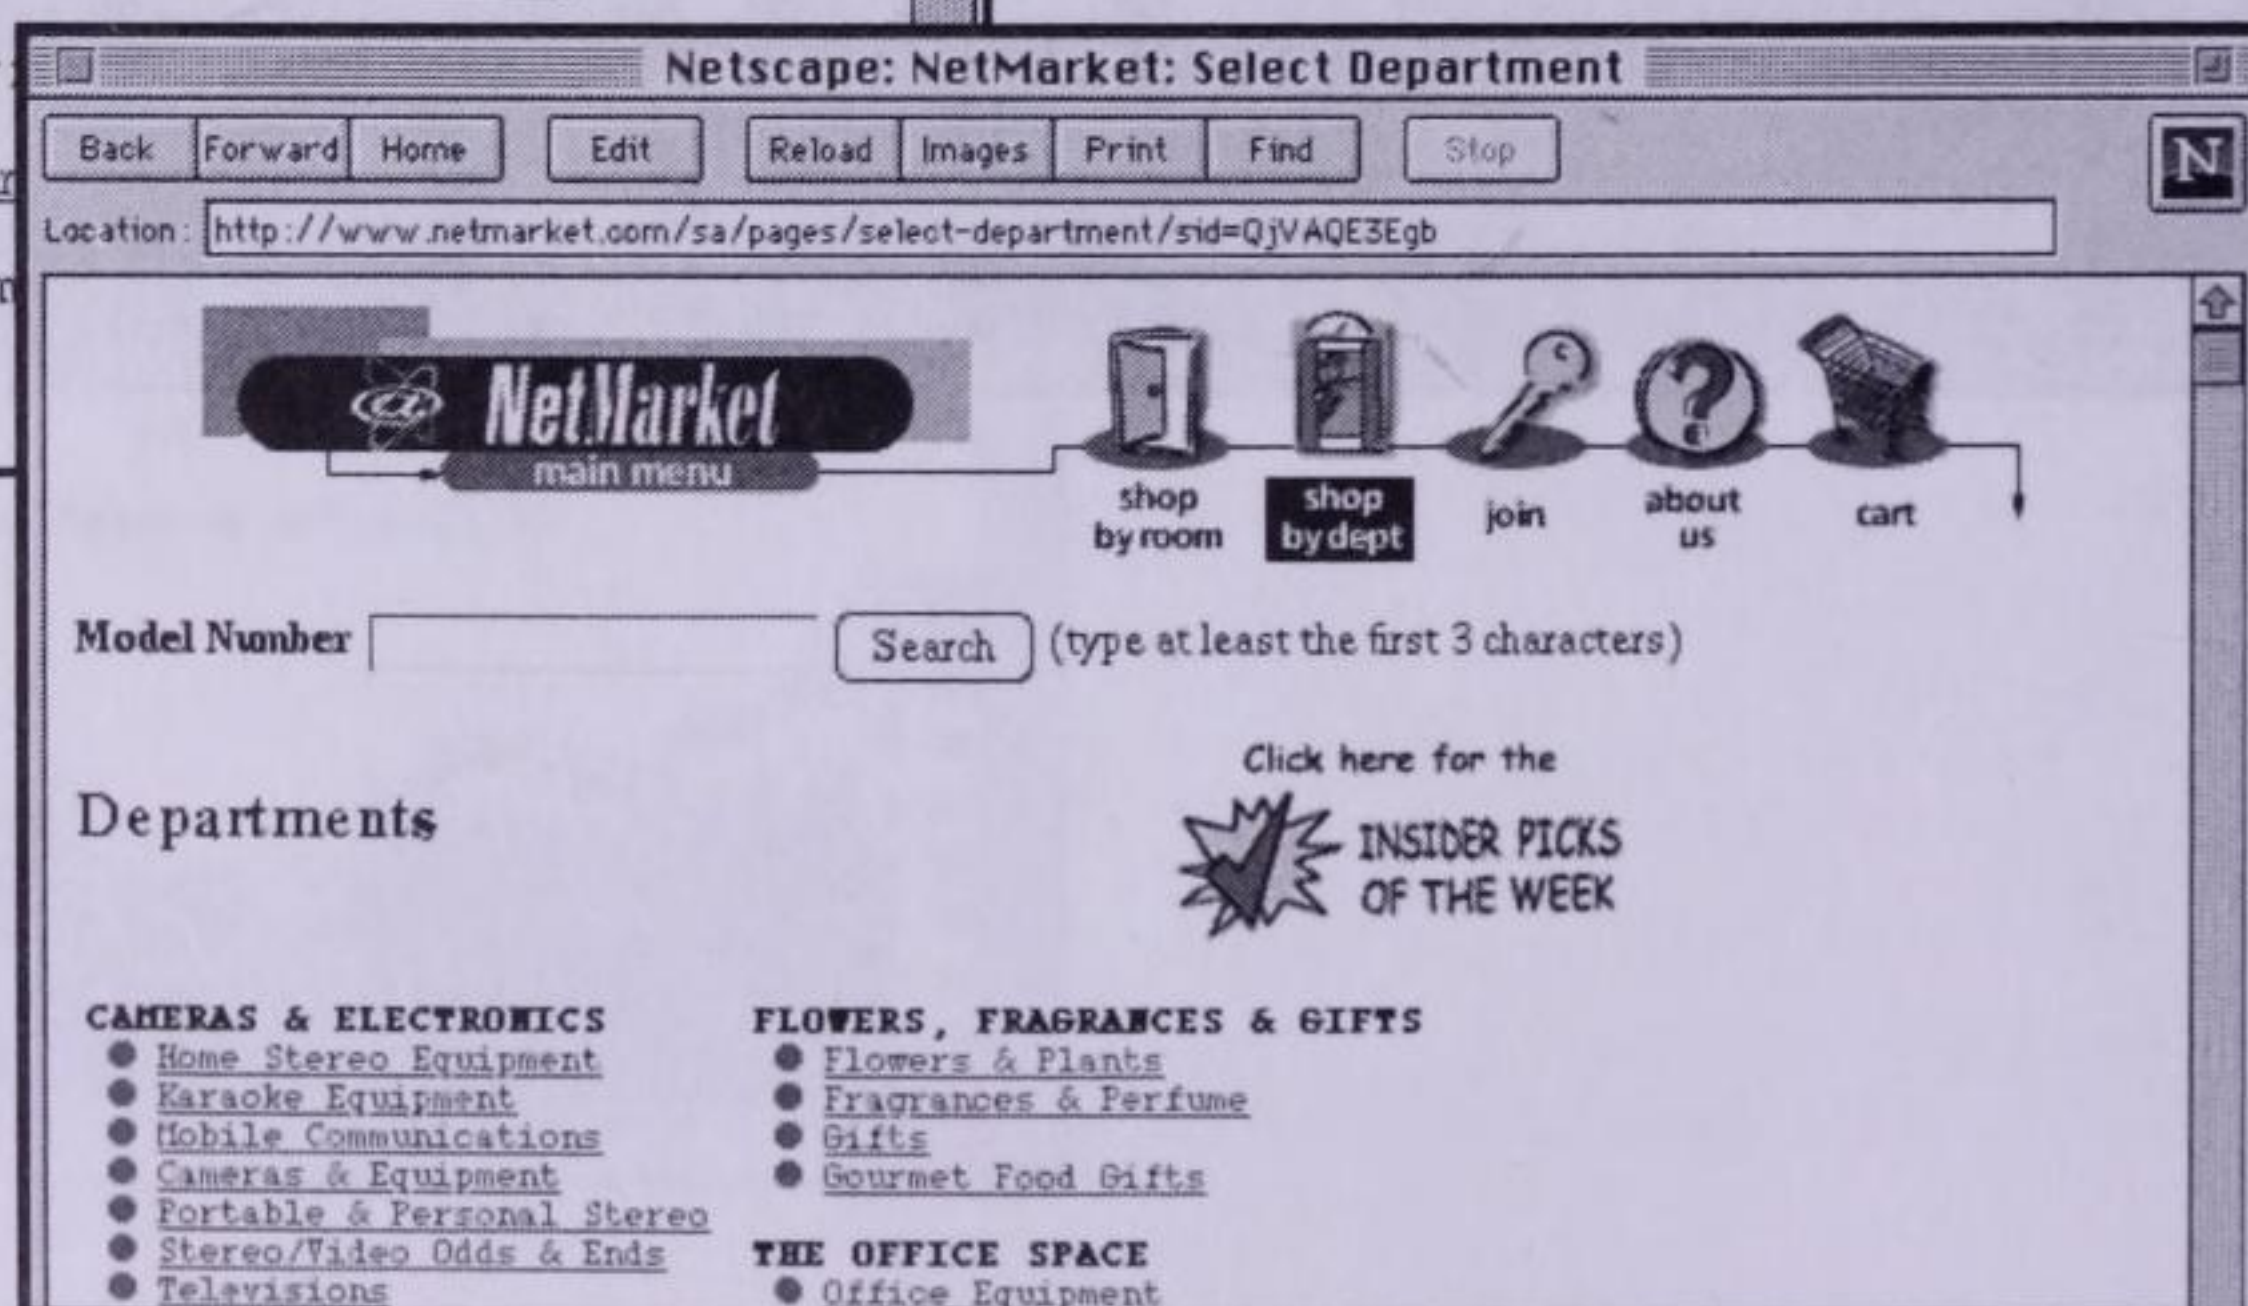 Netscape: NetMarket: Select Department
Back Forward Home Edit Reload Images Print Find Stop
N
Location: http://www.netmarket.com/sa/pages/select-department/sid=QjVAQE3Egb
@ NetMarket
main menu
shop by room
shop by dept
join
about us
cart
Model Number Search (type at least the first 3 characters)
Click here for the
INSIDER PICKS
OF THE WEEK
Departments
CAMERAS & ELECTRONICS
Home Stereo Equipment
Karaoke Equipment
Mobile Communications
Cameras & Equipment
Portable & Personal Stereo
Stereo/Video Odds & Ends
Televisions
FLOWERS, FRAGRANCES & GIFTS
Flowers & Plants
Fragrances & Perfume
Gifts
Gourmet Food Gifts
THE OFFICE SPACE
Office Equipment